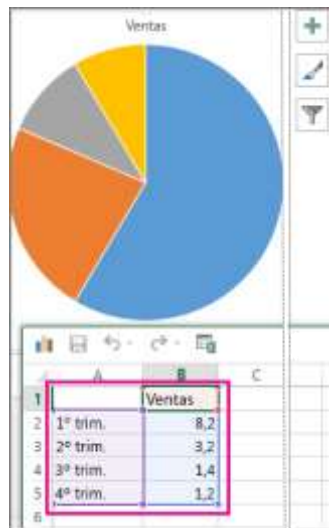 Ventas
A B C
1 Ventas
2 1º trim. 8,2
3 2º trim. 3,2
4 3º trim. 1,4
5 4º trim. 1,2
6